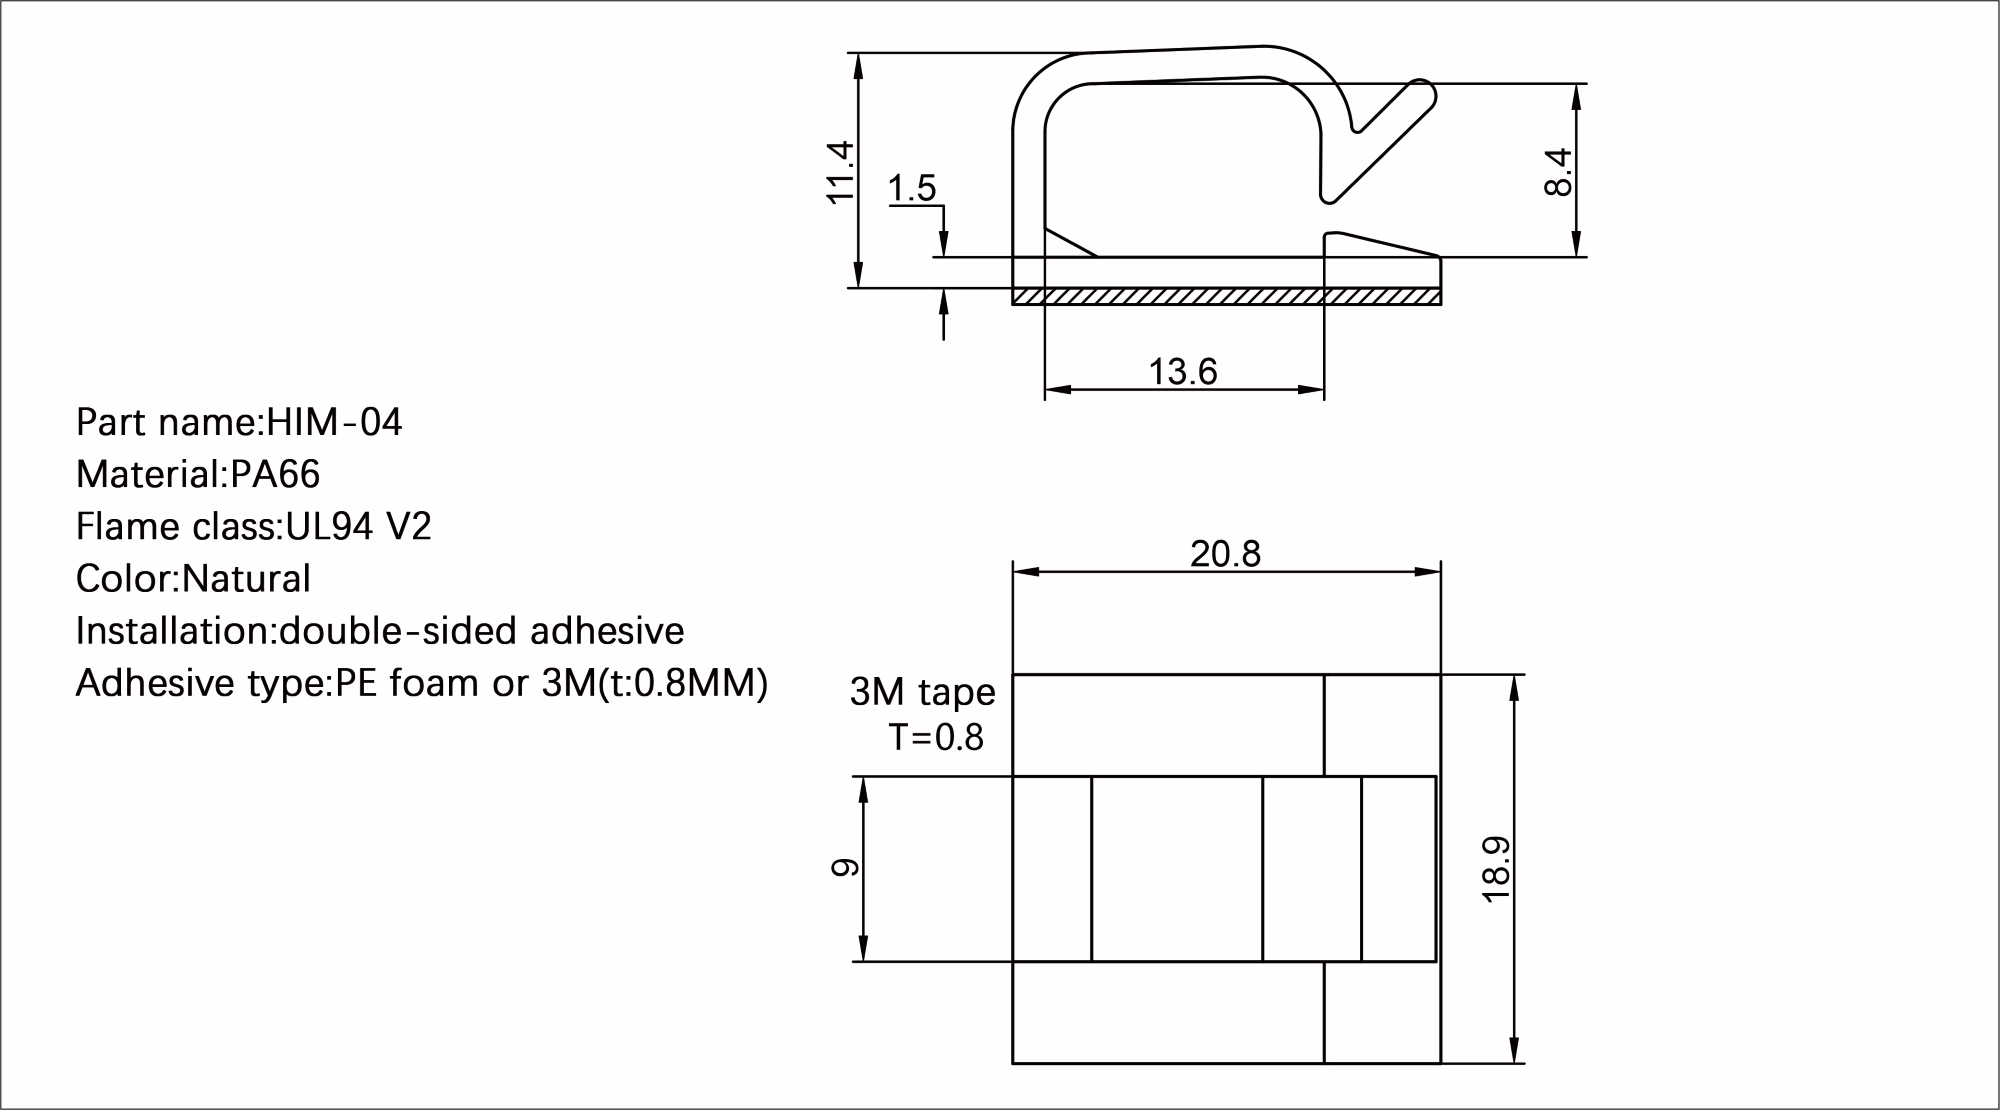 11.4
1.5
8.4
13.6
Part name:HIM-04
Material:PA66
Flame class:UL94 V2
Color:Natural
Installation:double-sided adhesive
Adhesive type:PE foam or 3M(t:0.8MM)
20.8
3M tape
T=0.8
9
18.9